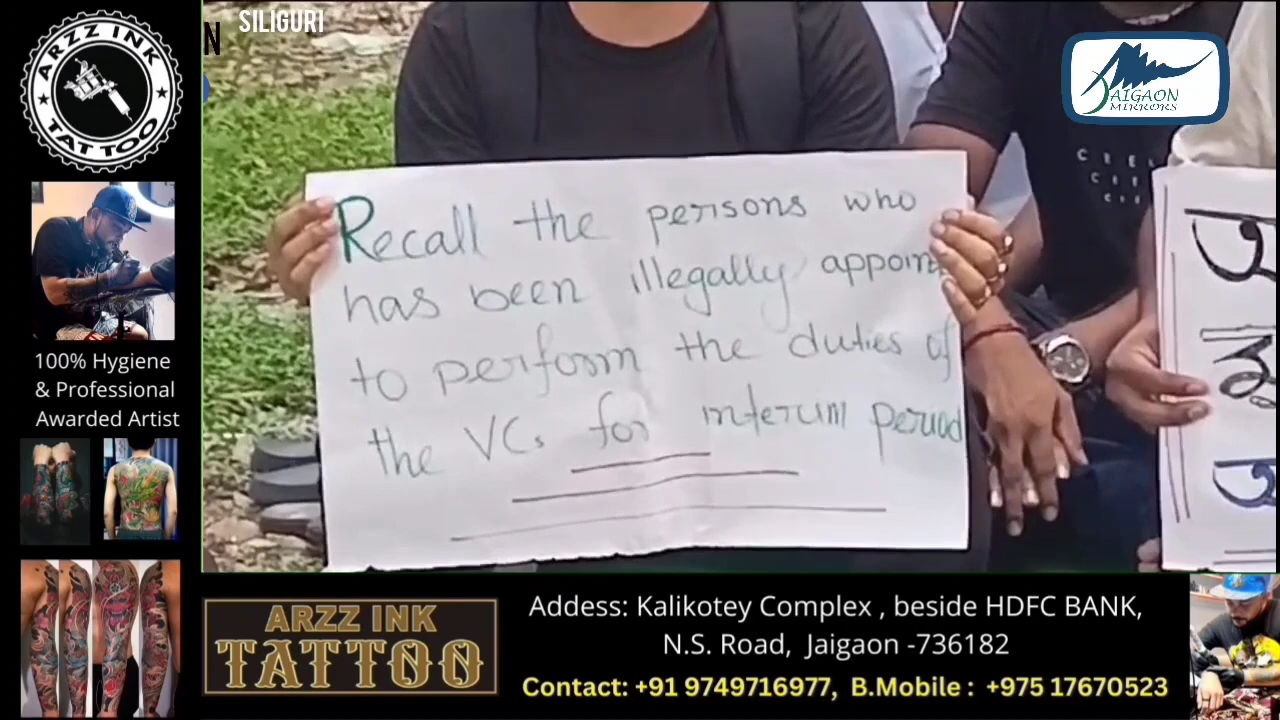 SILIGURI
N
ARZZ INK
TATTOO
AIGAON
MIRRORS
Recall the persons who
has been illegally appoint
to perform the duties of
the VCs for interim period
100% Hygiene
& Professional
Awarded Artist
ARZZ INK
TATTOO
Addess: Kalikotey Complex , beside HDFC BANK,
N.S. Road, Jaigaon -736182
Contact: +91 9749716977, B.Mobile : +975 17670523